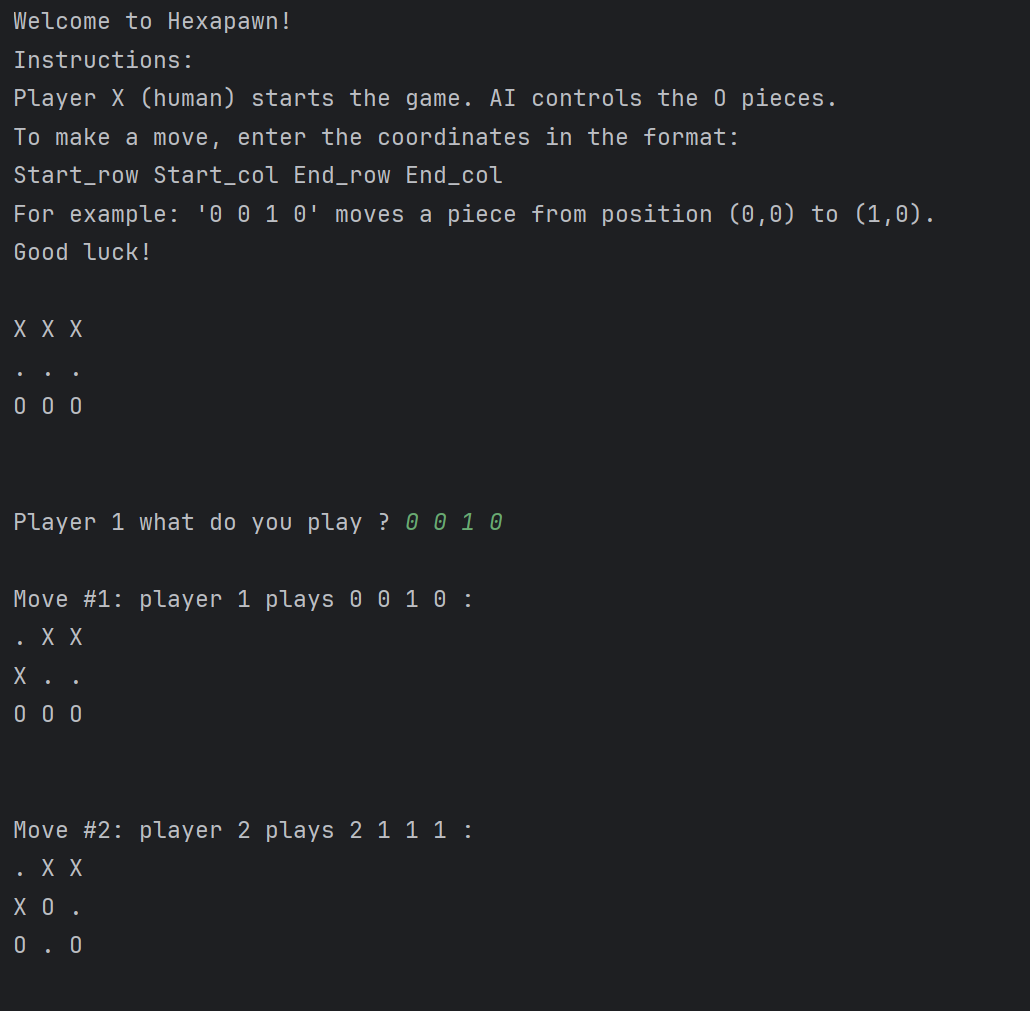 Welcome to Hexapawn!
Instructions:
Player X (human) starts the game. AI controls the O pieces.
To make a move, enter the coordinates in the format:
Start_row Start_col End_row End_col
For example: '0 0 1 0' moves a piece from position (0,0) to (1,0).
Good luck!
X X X
. . .
O O O
Player 1 what do you play ? 0 0 1 0
Move #1: player 1 plays 0 0 1 0 :
. X X
X . .
O O O
Move #2: player 2 plays 2 1 1 1 :
. X X
X O .
O . O